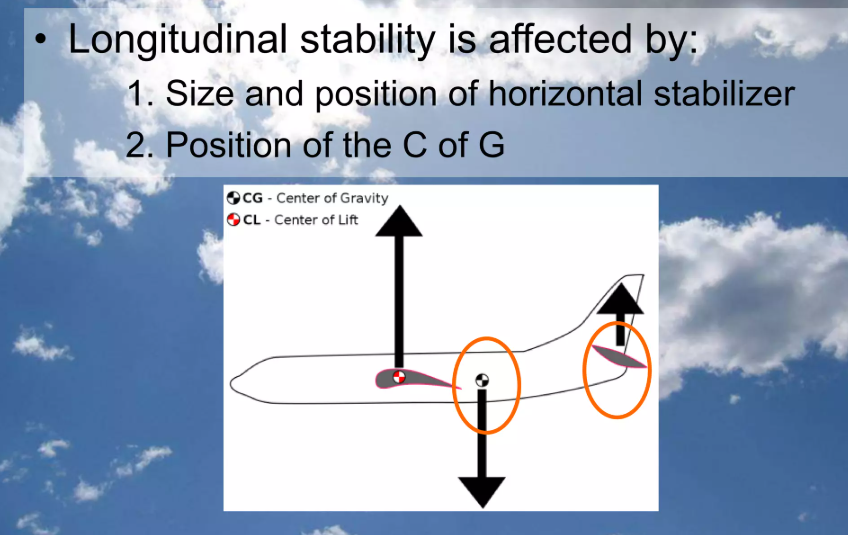 • Longitudinal stability is affected by:
1. Size and position of horizontal stabilizer
2. Position of the C of G
CG - Center of Gravity
CL - Center of Lift